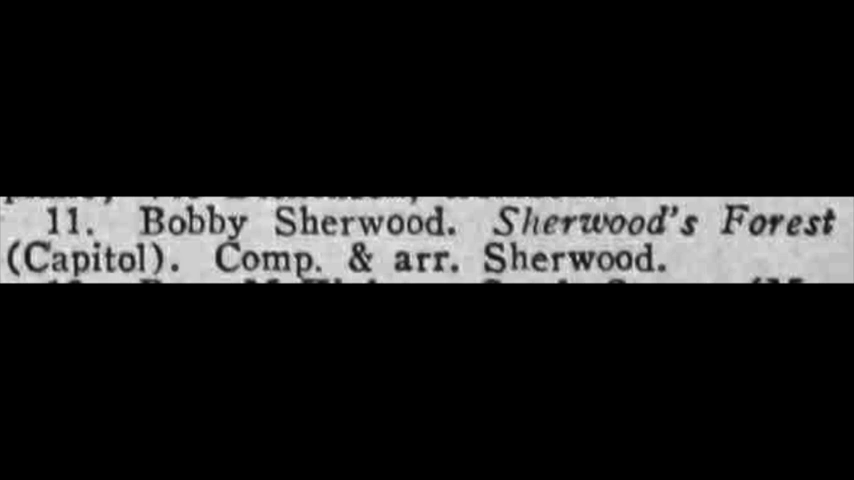 11. Bobby Sherwood. Sherwood's Forest
(Capitol). Comp. & arr. Sherwood.